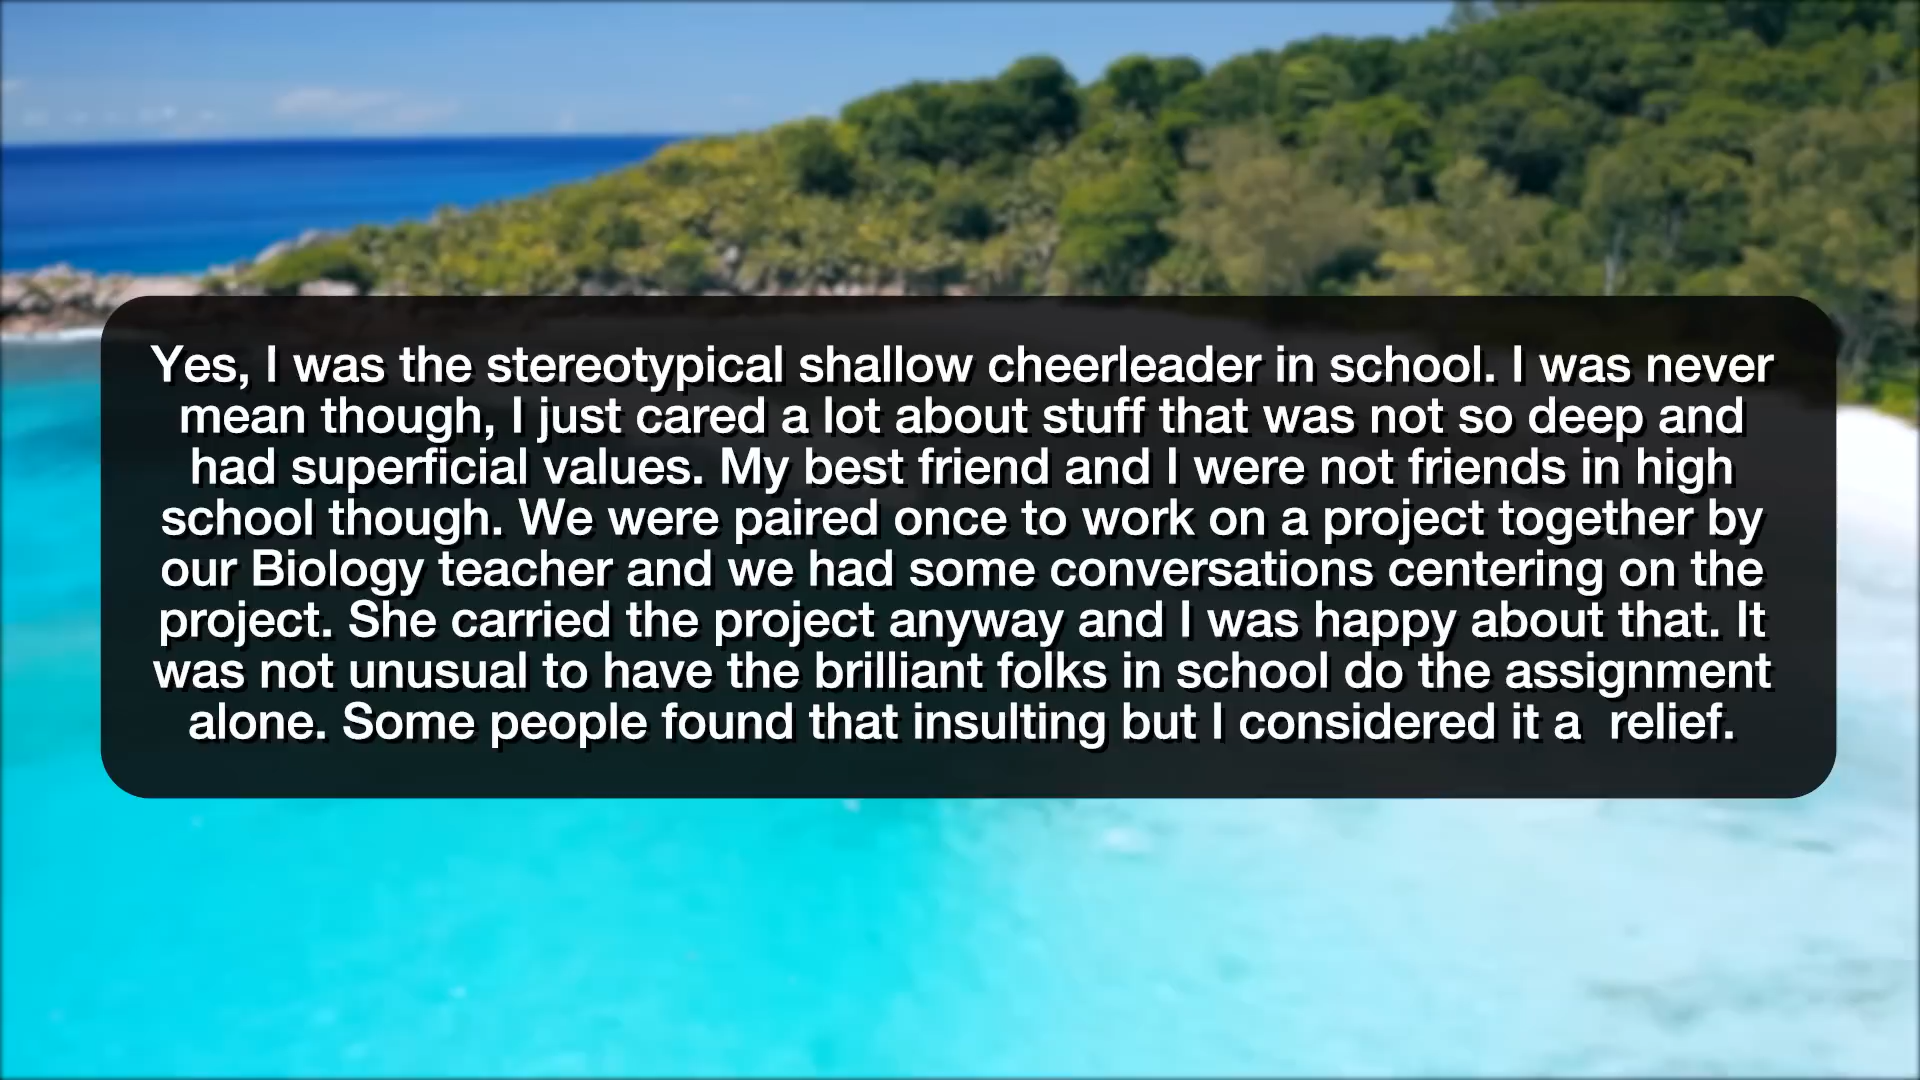 Yes, I was the stereotypical shallow cheerleader in school. I was never
mean though, I just cared a lot about stuff that was not so deep and
had superficial values. My best friend and I were not friends in high
school though. We were paired once to work on a project together by
our Biology teacher and we had some conversations centering on the
project. She carried the project anyway and I was happy about that. It
was not unusual to have the brilliant folks in school do the assignment
alone. Some people found that insulting but I considered it a  relief.